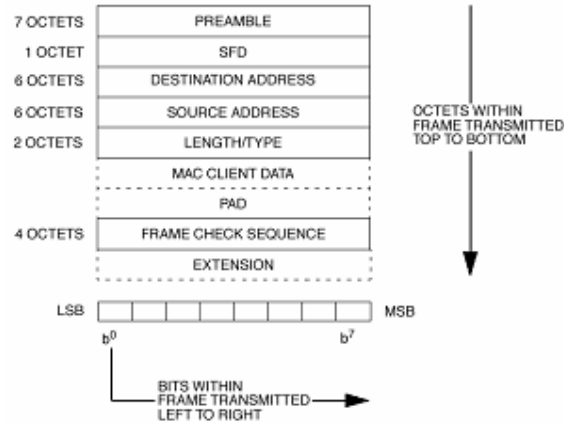 7 OCTETS PREAMBLE
1 OCTET SFD
6 OCTETS DESTINATION ADDRESS
6 OCTETS SOURCE ADDRESS
2 OCTETS LENGTH/TYPE
MAC CLIENT DATA
PAD
4 OCTETS FRAME CHECK SEQUENCE
EXTENSION
OCTETS WITHIN
FRAME TRANSMITTED
TOP TO BOTTOM
LSB MSB
b0 b7
BITS WITHIN
FRAME TRANSMITTED
LEFT TO RIGHT